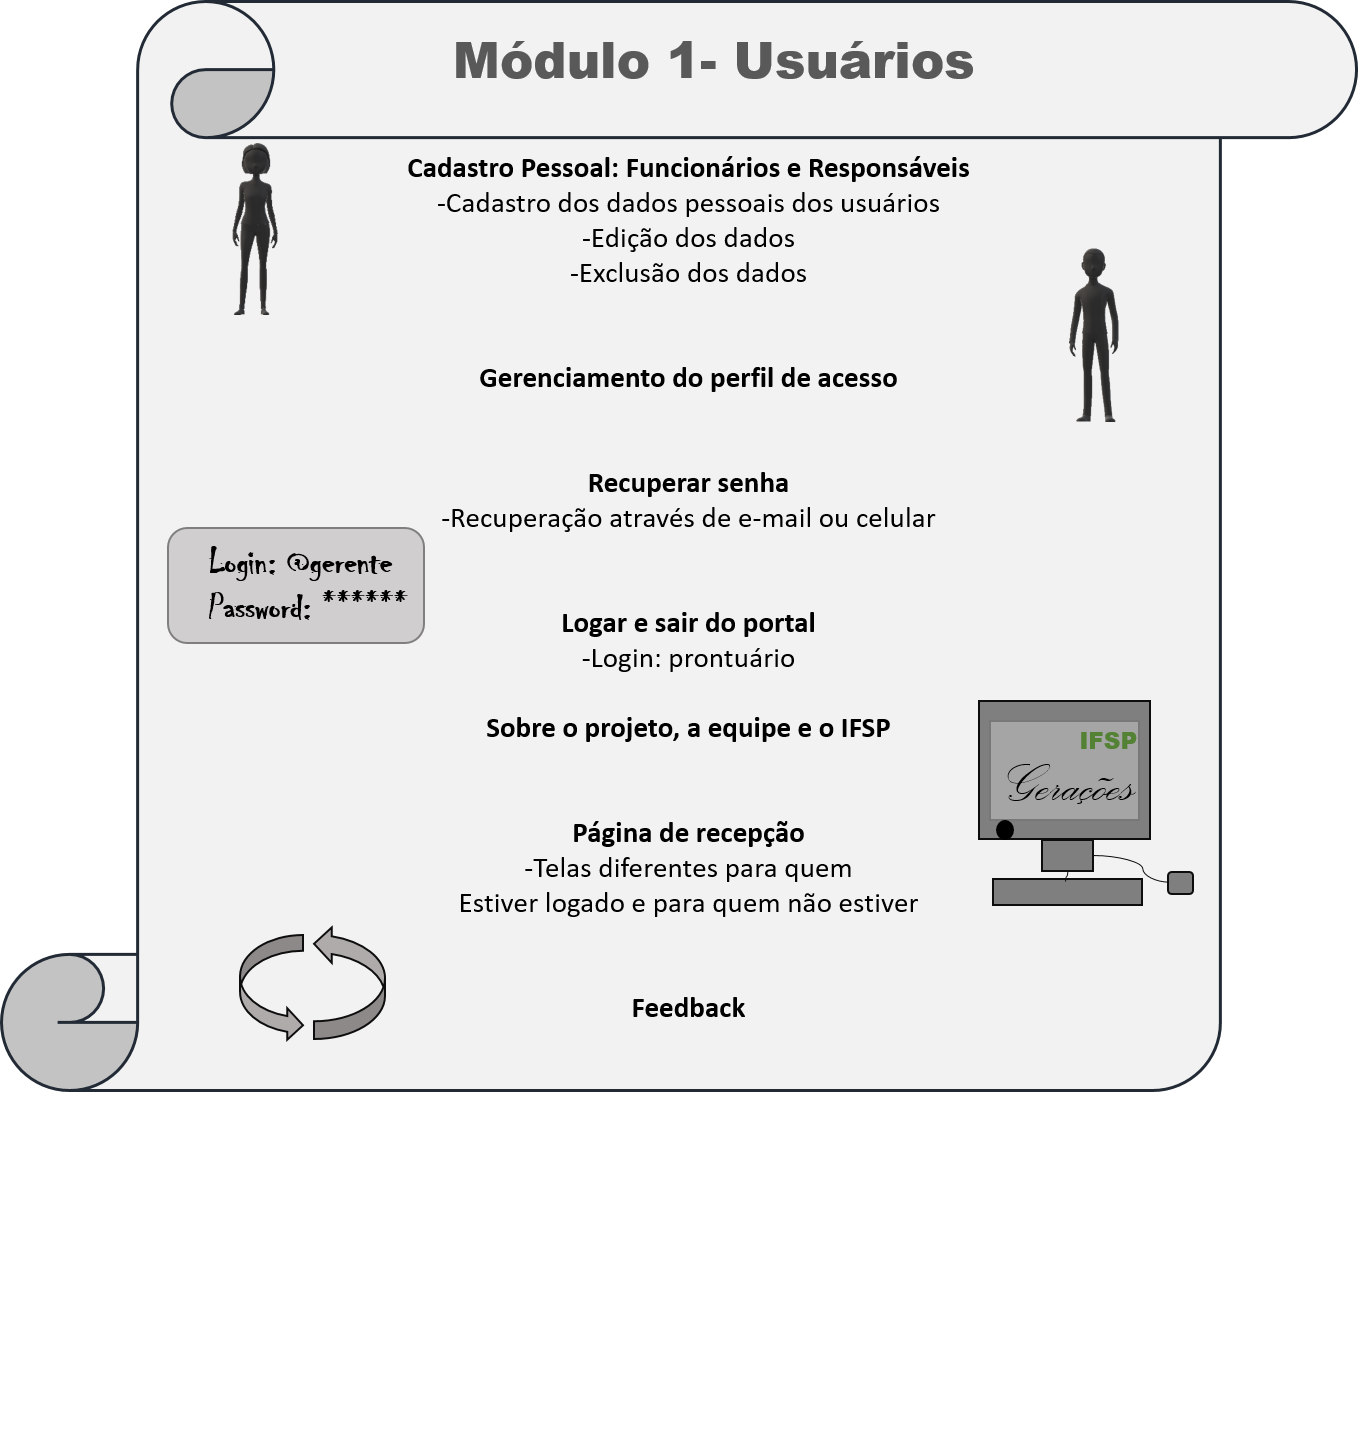 Módulo 1- Usuários
Cadastro Pessoal: Funcionários e Responsáveis
-Cadastro dos dados pessoais dos usuários
-Edição dos dados
-Exclusão dos dados
Gerenciamento do perfil de acesso
Recuperar senha
-Recuperação através de e-mail ou celular
Login: @gerente
Password: ******
Logar e sair do portal
-Login: prontuário
Sobre o projeto, a equipe e o IFSP
IFSP
Gerações
Página de recepção
-Telas diferentes para quem
Estiver logado e para quem não estiver
Feedback